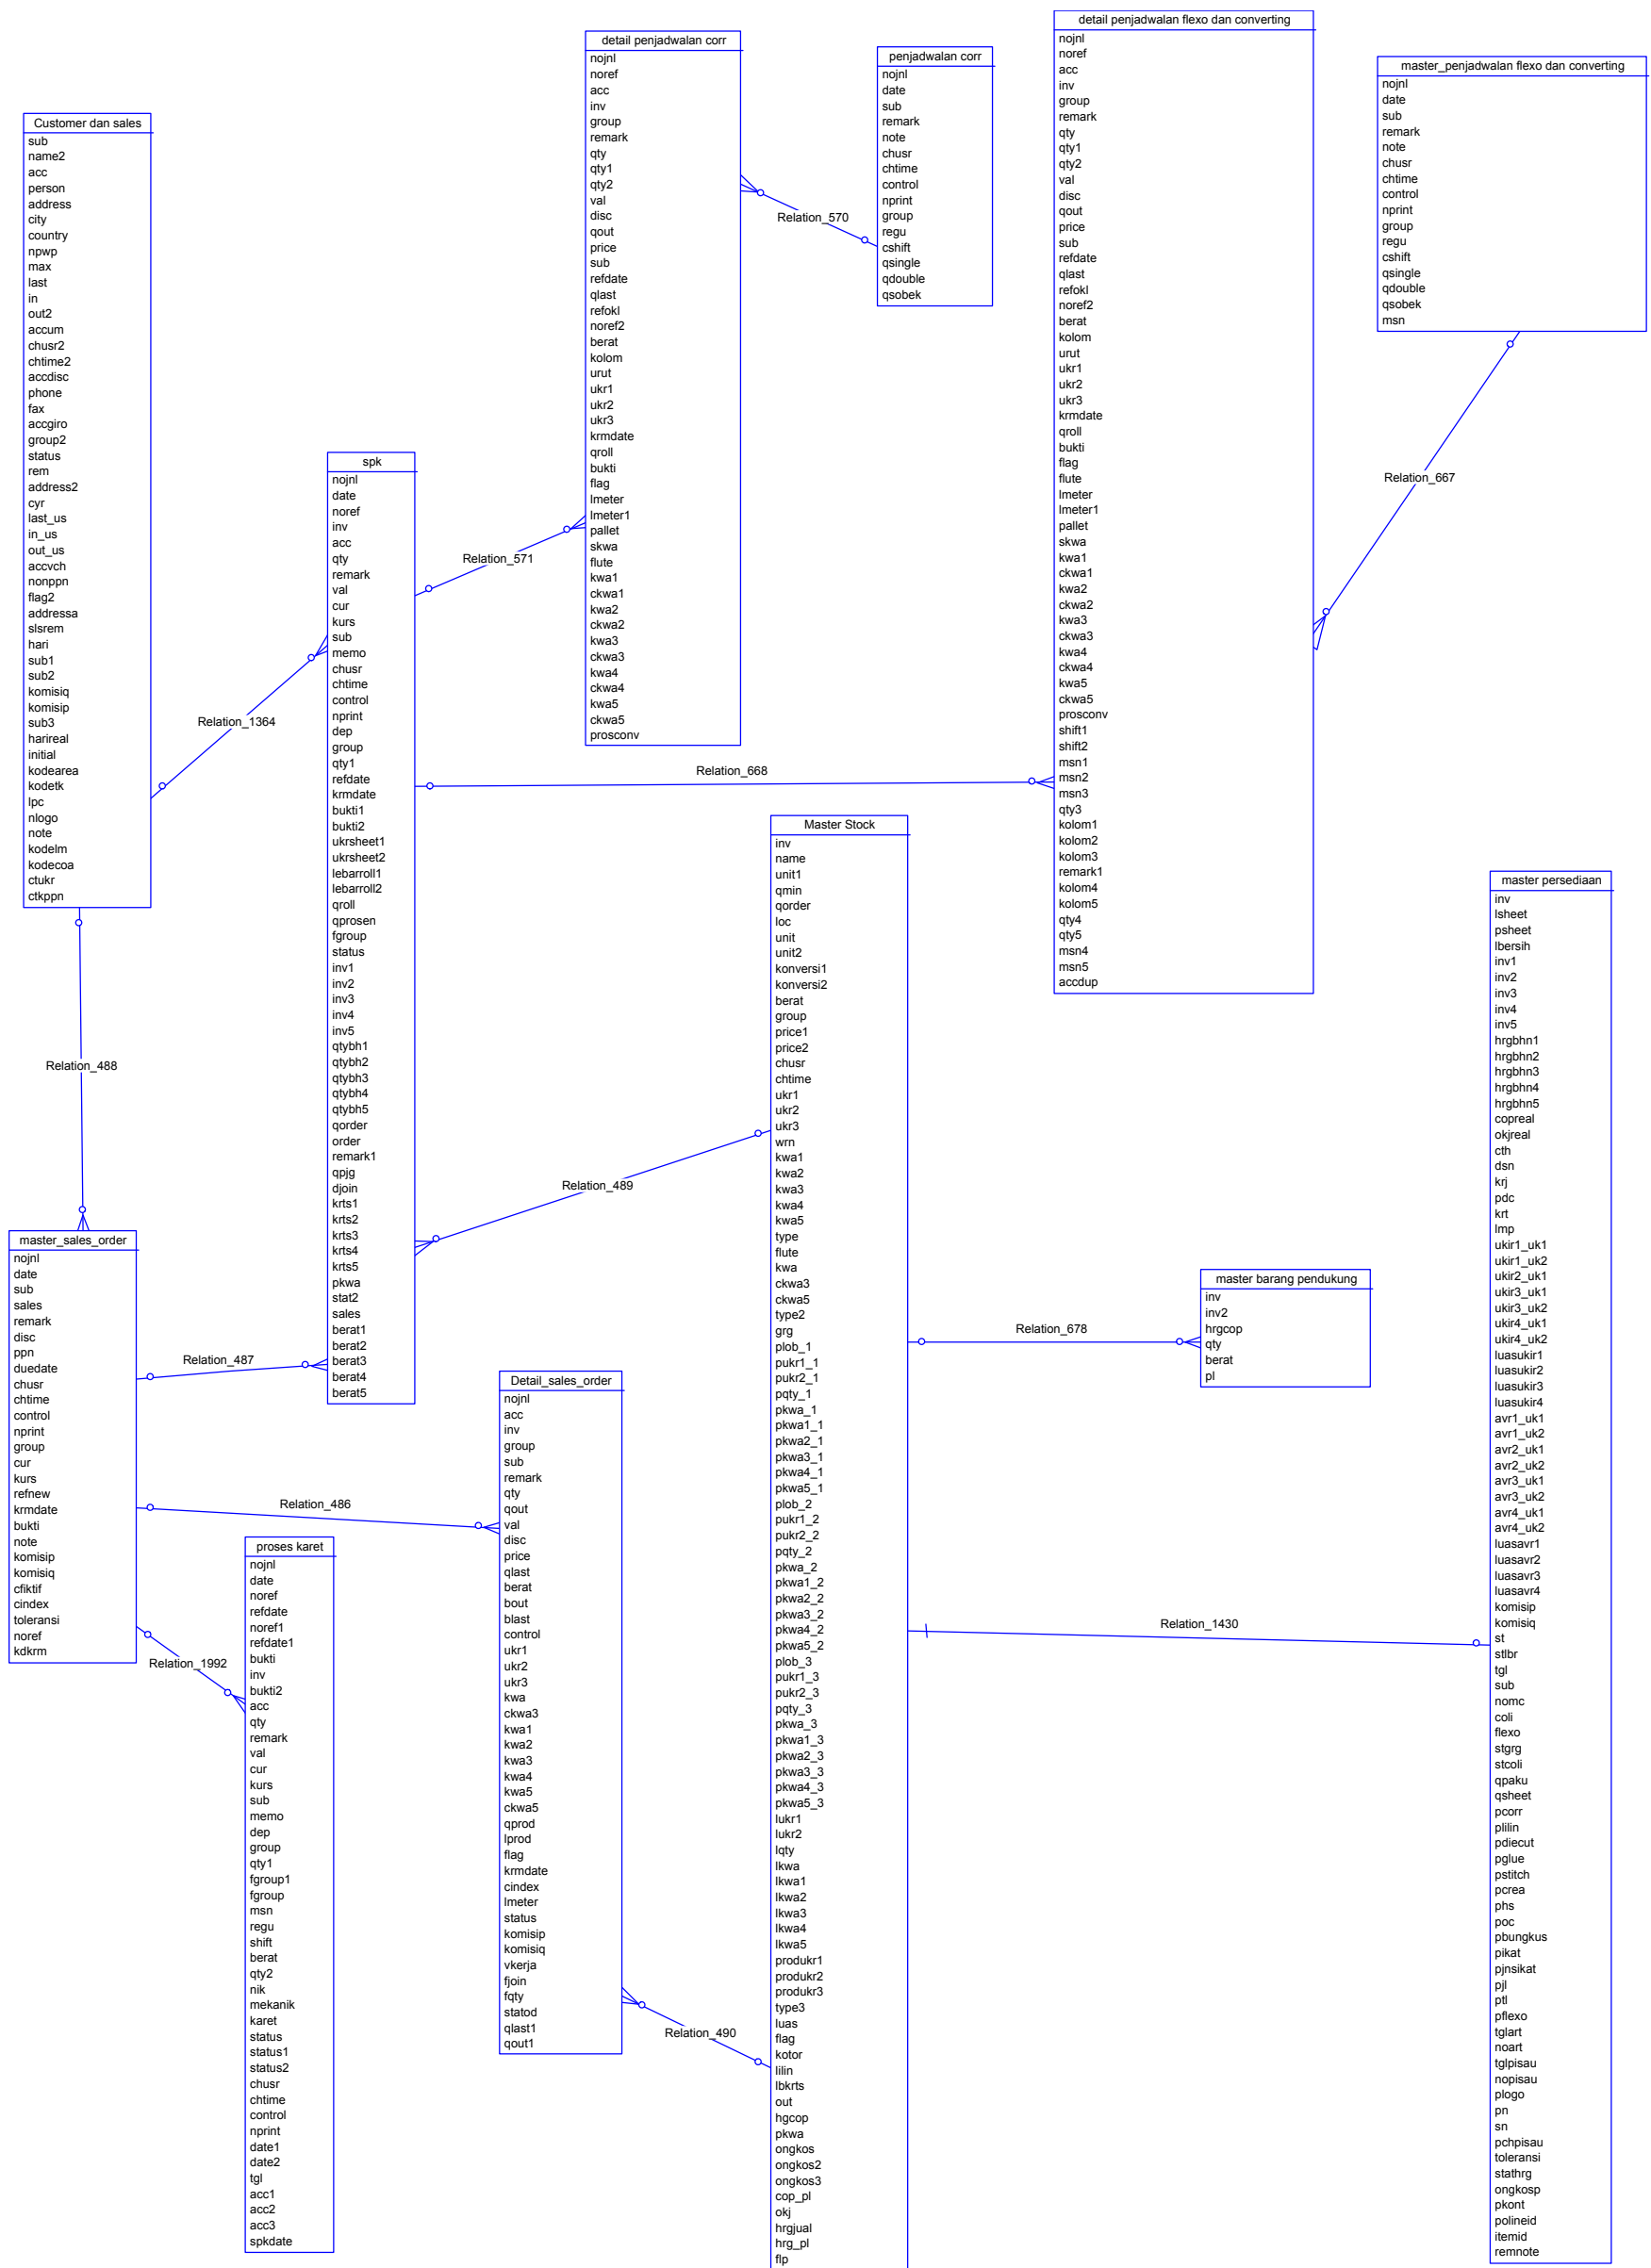 Customer dan sales
sub
name2
acc
person
address
city
country
npwp
max
last
in
out2
accum
chusr2
chtime2
accdisc
phone
fax
accgiro
group2
status
rem
address2
cyr
last_us
in_us
out_us
accvch
nonppn
flag2
addressa
slsrem
hari
sub1
sub2
komisiq
komisip
sub3
harireal
initial
kodearea
kodetk
lpc
nlogo
note
kodelm
kodecoa
ctukr
ctkppn
Relation_1364
Relation_488
master_sales_order
nojnl
date
sub
sales
remark
disc
ppn
duedate
chusr
chtime
control
nprint
group
cur
kurs
refnew
krmdate
bukti
note
komisip
komisiq
cfiktif
cindex
toleransi
noref
kdkrm
Relation_487
Relation_486
Relation_1992
proses karet
nojnl
date
noref
refdate
noref1
refdate1
bukti
inv
bukti2
acc
qty
remark
val
cur
kurs
sub
memo
dep
group
qty1
fgroup1
fgroup
msn
regu
shift
berat
qty2
nik
mekanik
karet
status
status1
status2
chusr
chtime
control
nprint
date1
date2
tgl
acc1
acc2
acc3
spkdate
spk
nojnl
date
noref
inv
acc
qty
remark
val
cur
kurs
sub
memo
chusr
chtime
control
nprint
dep
group
qty1
refdate
krmdate
bukti1
bukti2
ukrsheet1
ukrsheet2
lebarroll1
lebarroll2
qroll
qprosen
fgroup
status
inv1
inv2
inv3
inv4
inv5
qtybh1
qtybh2
qtybh3
qtybh4
qtybh5
qorder
order
remark1
qpjg
djoin
krts1
krts2
krts3
krts4
krts5
pkwa
stat2
sales
berat1
berat2
berat3
berat4
berat5
Relation_571
Relation_668
Relation_489
detail penjadwalan corr
nojnl
noref
acc
inv
group
remark
qty
qty1
qty2
val
disc
qout
price
sub
refdate
qlast
refokl
noref2
berat
kolom
urut
ukr1
ukr2
ukr3
krmdate
qroll
bukti
flag
lmeter
lmeter1
pallet
skwa
flute
kwa1
ckwa1
kwa2
ckwa2
kwa3
ckwa3
kwa4
ckwa4
kwa5
ckwa5
prosconv
Relation_570
penjadwalan corr
nojnl
date
sub
remark
note
chusr
chtime
control
nprint
group
regu
cshift
qsingle
qdouble
qsobek
detail penjadwalan flexo dan converting
nojnl
noref
acc
inv
group
remark
qty
qty1
qty2
val
disc
qout
price
sub
refdate
qlast
refokl
noref2
berat
kolom
urut
ukr1
ukr2
ukr3
krmdate
qroll
bukti
flag
flute
lmeter
lmeter1
pallet
skwa
kwa1
ckwa1
kwa2
ckwa2
kwa3
ckwa3
kwa4
ckwa4
kwa5
ckwa5
prosconv
shift1
shift2
msn1
msn2
msn3
qty3
kolom1
kolom2
kolom3
remark1
kolom4
kolom5
qty4
qty5
msn4
msn5
accdup
master_penjadwalan flexo dan converting
nojnl
date
sub
remark
note
chusr
chtime
control
nprint
group
regu
cshift
qsingle
qdouble
qsobek
msn
Relation_667
Detail_sales_order
nojnl
acc
inv
group
sub
remark
qty
qout
val
disc
price
qlast
berat
bout
blast
control
ukr1
ukr2
ukr3
kwa
ckwa3
kwa1
kwa2
kwa3
kwa4
kwa5
ckwa5
qprod
lprod
flag
krmdate
cindex
lmeter
status
komisip
komisiq
vkerja
fjoin
fqty
statod
qlast1
qout1
Relation_490
Master Stock
inv
name
unit1
qmin
qorder
loc
unit
unit2
konversi1
konversi2
berat
group
price1
price2
chusr
chtime
ukr1
ukr2
ukr3
wrn
kwa1
kwa2
kwa3
kwa4
kwa5
type
flute
kwa
ckwa3
ckwa5
type2
grg
plob_1
pukr1_1
pukr2_1
pqty_1
pkwa_1
pkwa1_1
pkwa2_1
pkwa3_1
pkwa4_1
pkwa5_1
plob_2
pukr1_2
pukr2_2
pqty_2
pkwa_2
pkwa1_2
pkwa2_2
pkwa3_2
pkwa4_2
pkwa5_2
plob_3
pukr1_3
pukr2_3
pqty_3
pkwa_3
pkwa1_3
pkwa2_3
pkwa3_3
pkwa4_3
pkwa5_3
lukr1
lukr2
lqty
lkwa
lkwa1
lkwa2
lkwa3
lkwa4
lkwa5
produkr1
produkr2
produkr3
type3
luas
flag
kotor
lilin
lbkrts
out
hgcop
pkwa
ongkos
ongkos2
ongkos3
cop_pl
okj
hrgjual
hrg_pl
flp
Relation_678
Relation_1430
master barang pendukung
inv
inv2
hrgcop
qty
berat
pl
master persediaan
inv
lsheet
psheet
lbersih
inv1
inv2
inv3
inv4
inv5
hrgbhn1
hrgbhn2
hrgbhn3
hrgbhn4
hrgbhn5
copreal
okjreal
cth
dsn
krj
pdc
krt
lmp
ukir1_uk1
ukir1_uk2
ukir2_uk1
ukir3_uk1
ukir3_uk2
ukir4_uk1
ukir4_uk2
luasukir1
luasukir2
luasukir3
luasukir4
avr1_uk1
avr1_uk2
avr2_uk1
avr2_uk2
avr3_uk1
avr3_uk2
avr4_uk1
avr4_uk2
luasavr1
luasavr2
luasavr3
luasavr4
komisip
komisiq
st
stlbr
tgl
sub
nomc
coli
flexo
stgrg
stcoli
qpaku
qsheet
pcorr
plilin
pdiecut
pglue
pstitch
pcrea
phs
poc
pbungkus
pikat
pjnsikat
pjl
ptl
pflexo
tglart
noart
tglpisau
nopisau
plogo
pn
sn
pchpisau
toleransi
stathrg
ongkosp
pkont
polineid
itemid
remnote